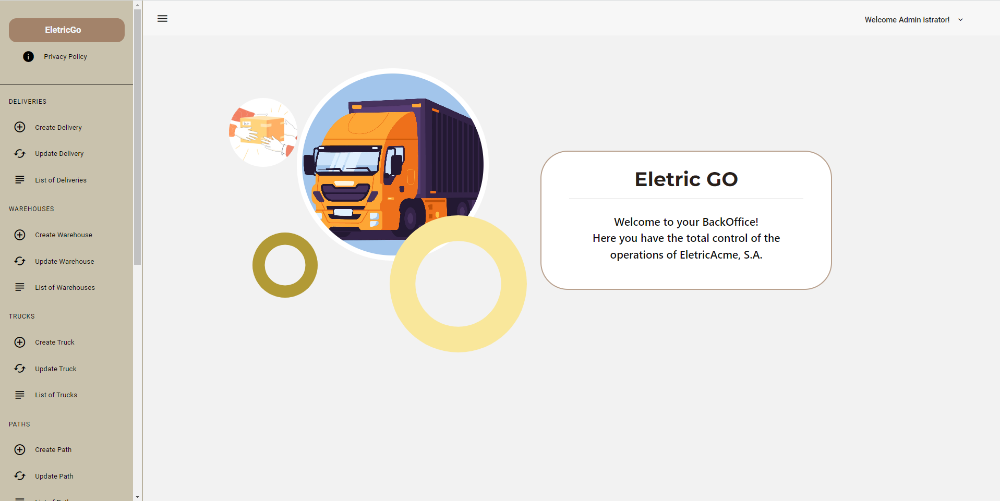 EletricGo
Privacy Policy
DELIVERIES
Create Delivery
Update Delivery
List of Deliveries
WAREHOUSES
Create Warehouse
Update Warehouse
List of Warehouses
TRUCKS
Create Truck
Update Truck
List of Trucks
PATHS
Create Path
Update Path
Welcome Admin istrator!
Eletric GO
Welcome to your BackOffice!
Here you have the total control of the
operations of EletricAcme, S.A.